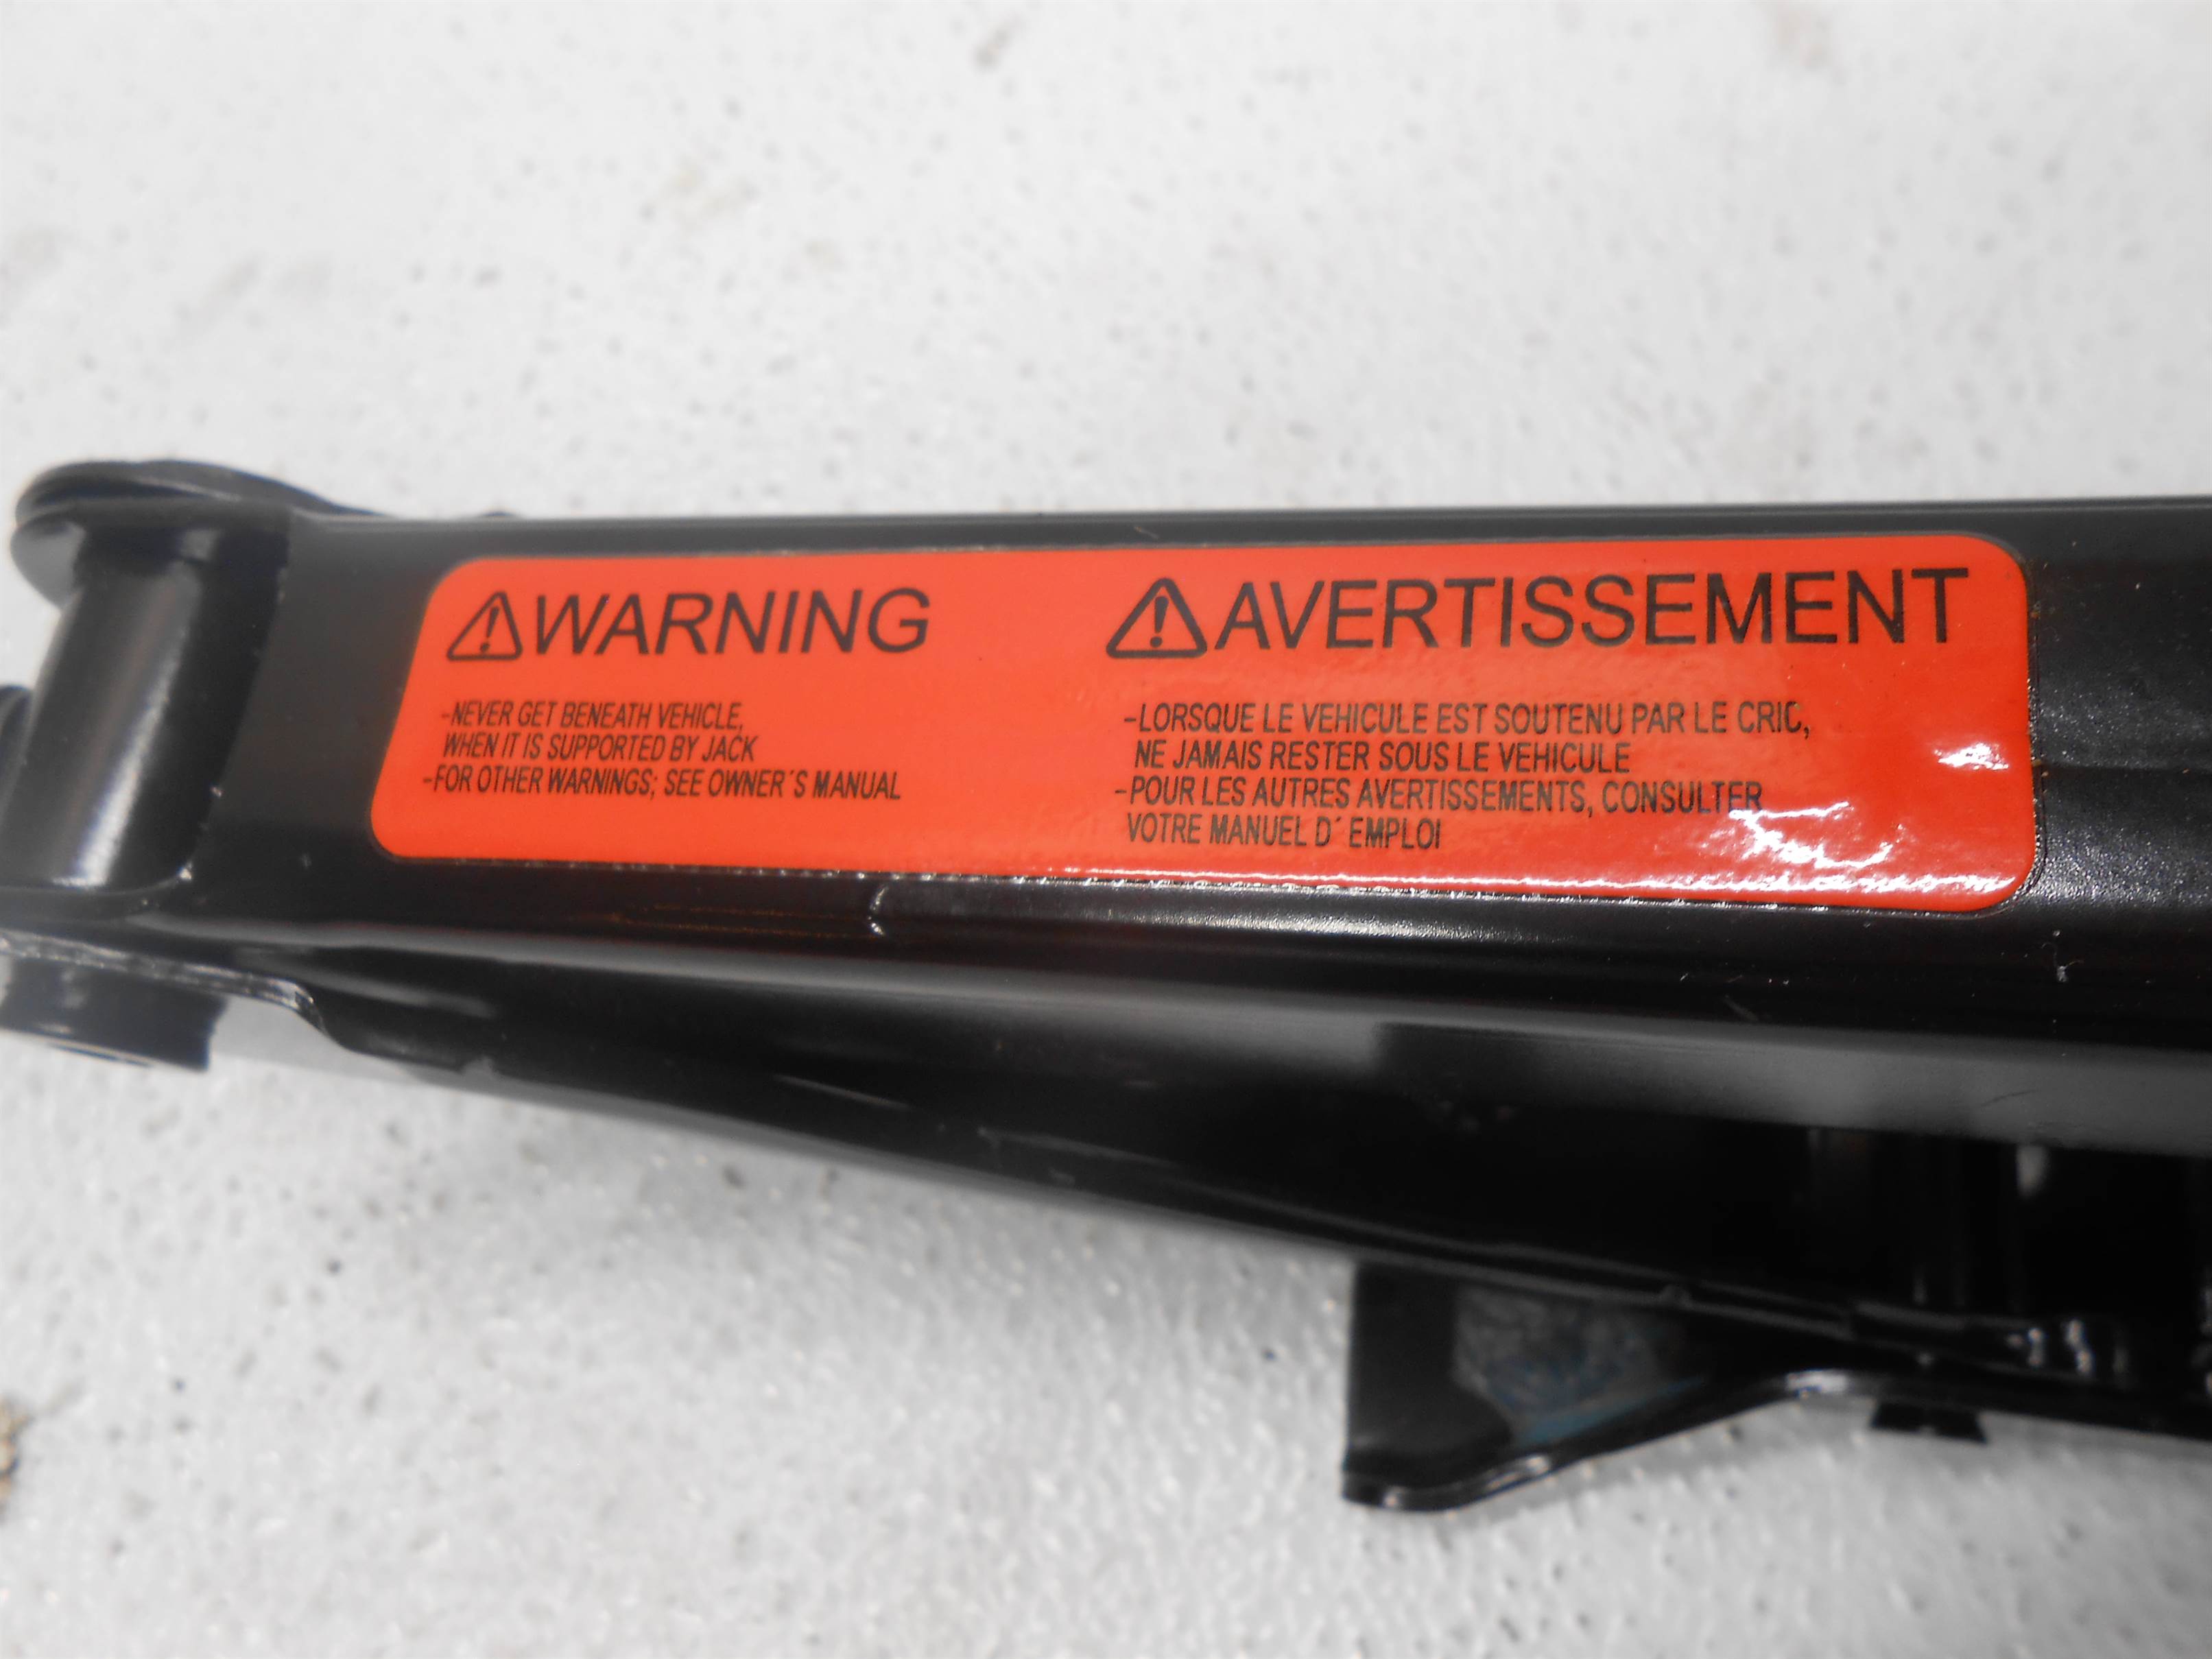 WARNING
-NEVER GET BENEATH VEHICLE,
WHEN IT IS SUPPORTED BY JACK
-FOR OTHER WARNINGS; SEE OWNER´S MANUAL
AVERTISSEMENT
-LORSQUE LE VEHICULE EST SOUTENU PAR LE CRIC,
NE JAMAIS RESTER SOUS LE VEHICULE
-POUR LES AUTRES AVERTISSEMENTS, CONSULTER
VOTRE MANUEL D´ EMPLOI